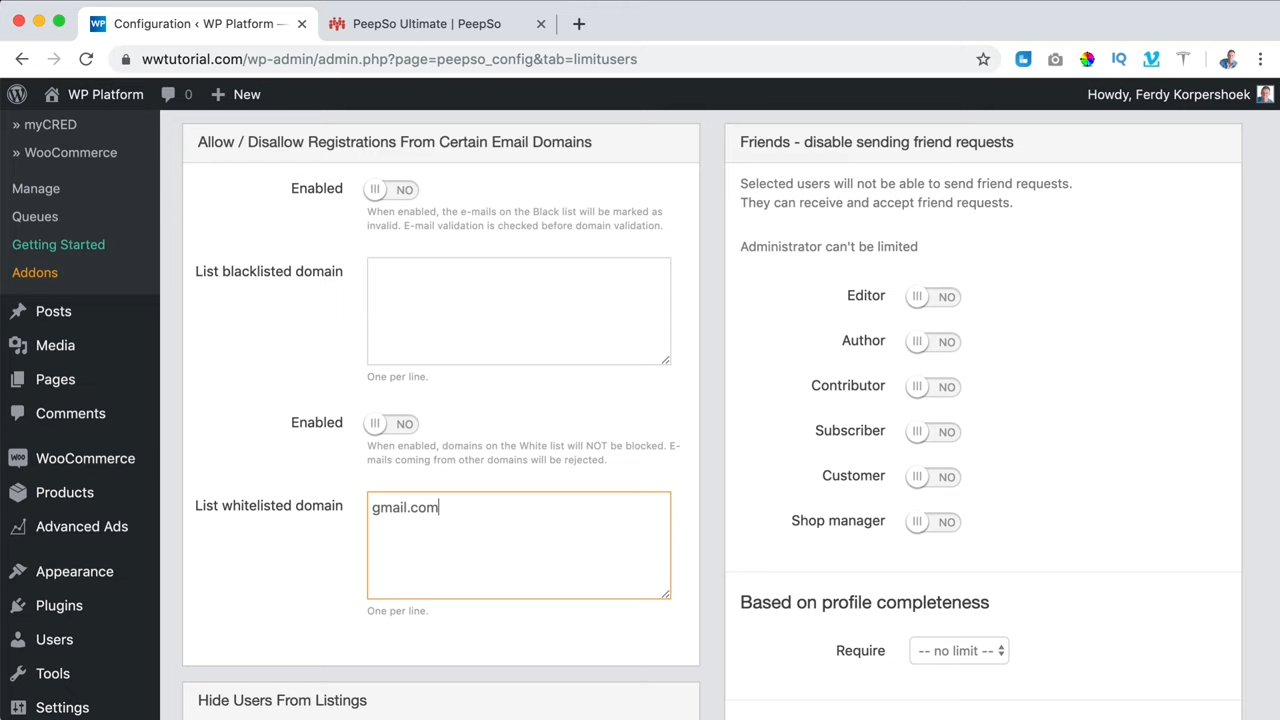 WP Configuration ‹ WP Platform —
PeepSo Ultimate | PeepSo
wwtutorial.com/wp-admin/admin.php?page=peepso_config&tab=limitusers
WP Platform 0 New Howdy, Ferdy Korpershoek
» myCRED
» WooCommerce
Manage
Queues
Getting Started
Addons
Posts
Media
Pages
Comments
WooCommerce
Products
Advanced Ads
Appearance
Plugins
Users
Tools
Settings
Allow / Disallow Registrations From Certain Email Domains
Enabled NO
When enabled, the e-mails on the Black list will be marked as
invalid. E-mail validation is checked before domain validation.
List blacklisted domain
One per line.
Enabled NO
When enabled, domains on the White list will NOT be blocked. E-
mails coming from other domains will be rejected.
List whitelisted domain gmail.com
One per line.
Hide Users From Listings
Friends - disable sending friend requests
Selected users will not be able to send friend requests.
They can receive and accept friend requests.
Administrator can't be limited
Editor NO
Author NO
Contributor NO
Subscriber NO
Customer NO
Shop manager NO
Based on profile completeness
Require -- no limit --